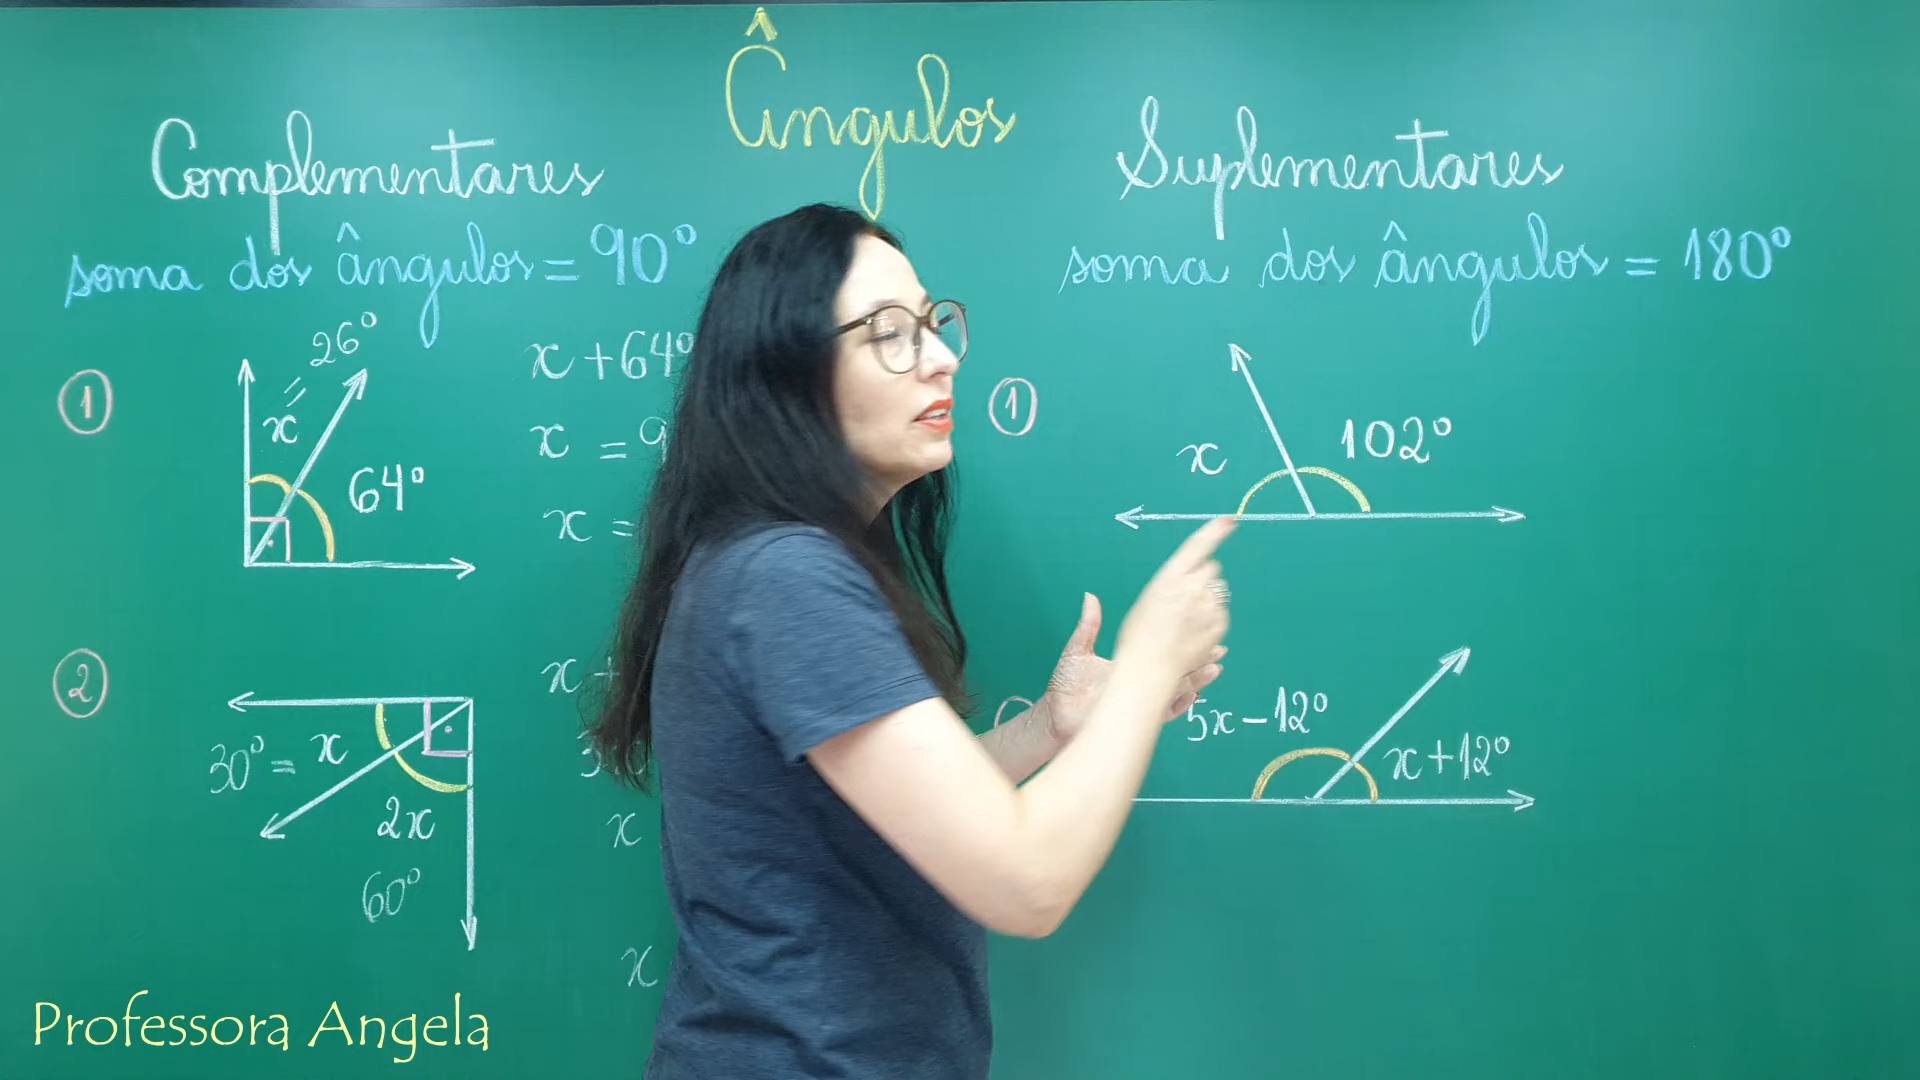 Ângulos
Complementares
soma dos ângulos = 90°
1
26°
=
x
64°
x + 64°
x = 9
x =
2
30° = x
2x
60°
x +
3x
x
x
Suplementares
soma dos ângulos = 180°
1
x
102°
5x - 12°
x + 12°
Professora Angela